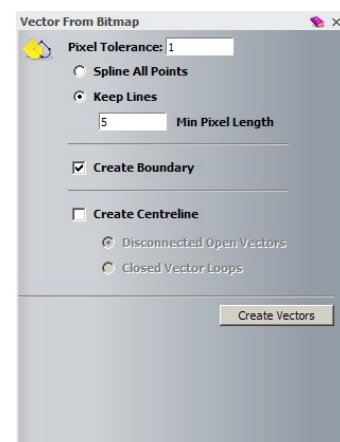 Vector From Bitmap
Pixel Tolerance: 1
Spline All Points
Keep Lines
5 Min Pixel Length
Create Boundary
Create Centreline
Disconnected Open Vectors
Closed Vector Loops
Create Vectors